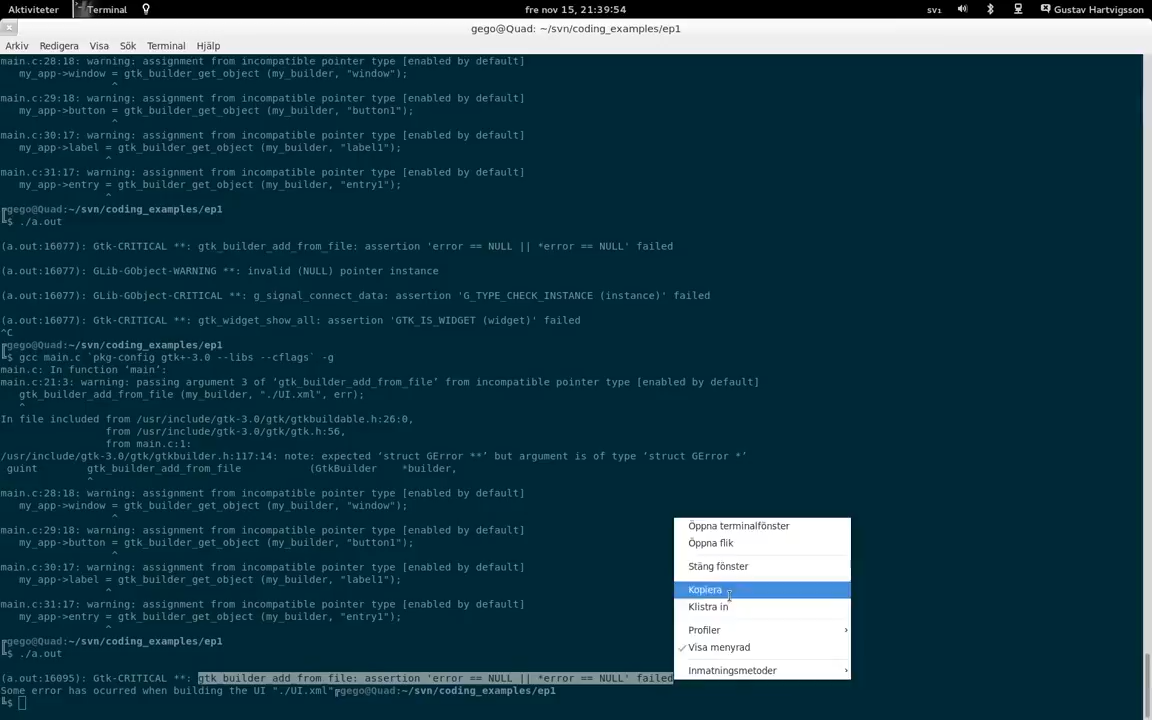 Aktiviteter Terminal fre nov 15, 21:39:54 sv₁ Gustav Hartvigsson
gego@Quad: ~/svn/coding_examples/ep1
Arkiv Redigera Visa Sök Terminal Hjälp
main.c:28:18: warning: assignment from incompatible pointer type [enabled by default]
my_app->window = gtk_builder_get_object (my_builder, "window");
^
main.c:29:18: warning: assignment from incompatible pointer type [enabled by default]
my_app->button = gtk_builder_get_object (my_builder, "button1");
^
main.c:30:17: warning: assignment from incompatible pointer type [enabled by default]
my_app->label = gtk_builder_get_object (my_builder, "label1");
^
main.c:31:17: warning: assignment from incompatible pointer type [enabled by default]
my_app->entry = gtk_builder_get_object (my_builder, "entry1");
^
╔gego@Quad:~/svn/coding_examples/ep1
╚$ ./a.out
(a.out:16077): Gtk-CRITICAL **: gtk_builder_add_from_file: assertion 'error == NULL || *error == NULL' failed
(a.out:16077): GLib-GObject-WARNING **: invalid (NULL) pointer instance
(a.out:16077): GLib-GObject-CRITICAL **: g_signal_connect_data: assertion 'G_TYPE_CHECK_INSTANCE (instance)' failed
(a.out:16077): Gtk-CRITICAL **: gtk_widget_show_all: assertion 'GTK_IS_WIDGET (widget)' failed
^C
╔gego@Quad:~/svn/coding_examples/ep1
╚$ gcc main.c `pkg-config gtk+-3.0 --libs --cflags` -g
main.c: In function ‘main’:
main.c:21:3: warning: passing argument 3 of ‘gtk_builder_add_from_file’ from incompatible pointer type [enabled by default]
gtk_builder_add_from_file (my_builder, "./UI.xml", err);
^
In file included from /usr/include/gtk-3.0/gtk/gtkbuildable.h:26:0,
from /usr/include/gtk-3.0/gtk/gtk.h:56,
from main.c:1:
/usr/include/gtk-3.0/gtk/gtkbuilder.h:117:14: note: expected ‘struct GError **’ but argument is of type ‘struct GError *’
guint gtk_builder_add_from_file (GtkBuilder *builder,
^
main.c:28:18: warning: assignment from incompatible pointer type [enabled by default]
my_app->window = gtk_builder_get_object (my_builder, "window");
^
main.c:29:18: warning: assignment from incompatible pointer type [enabled by default]
my_app->button = gtk_builder_get_object (my_builder, "button1");
^
main.c:30:17: warning: assignment from incompatible pointer type [enabled by default]
my_app->label = gtk_builder_get_object (my_builder, "label1");
^
main.c:31:17: warning: assignment from incompatible pointer type [enabled by default]
my_app->entry = gtk_builder_get_object (my_builder, "entry1");
^
╔gego@Quad:~/svn/coding_examples/ep1
╚$ ./a.out
(a.out:16095): Gtk-CRITICAL **: gtk_builder_add_from_file: assertion 'error == NULL || *error == NULL' failed
Some error has ocurred when building the UI "./UI.xml"╔gego@Quad:~/svn/coding_examples/ep1
╚$
Öppna terminalfönster
Öppna flik
Stäng fönster
Kopiera
Klistra in
Profiler
Visa menyrad
Inmatningsmetoder